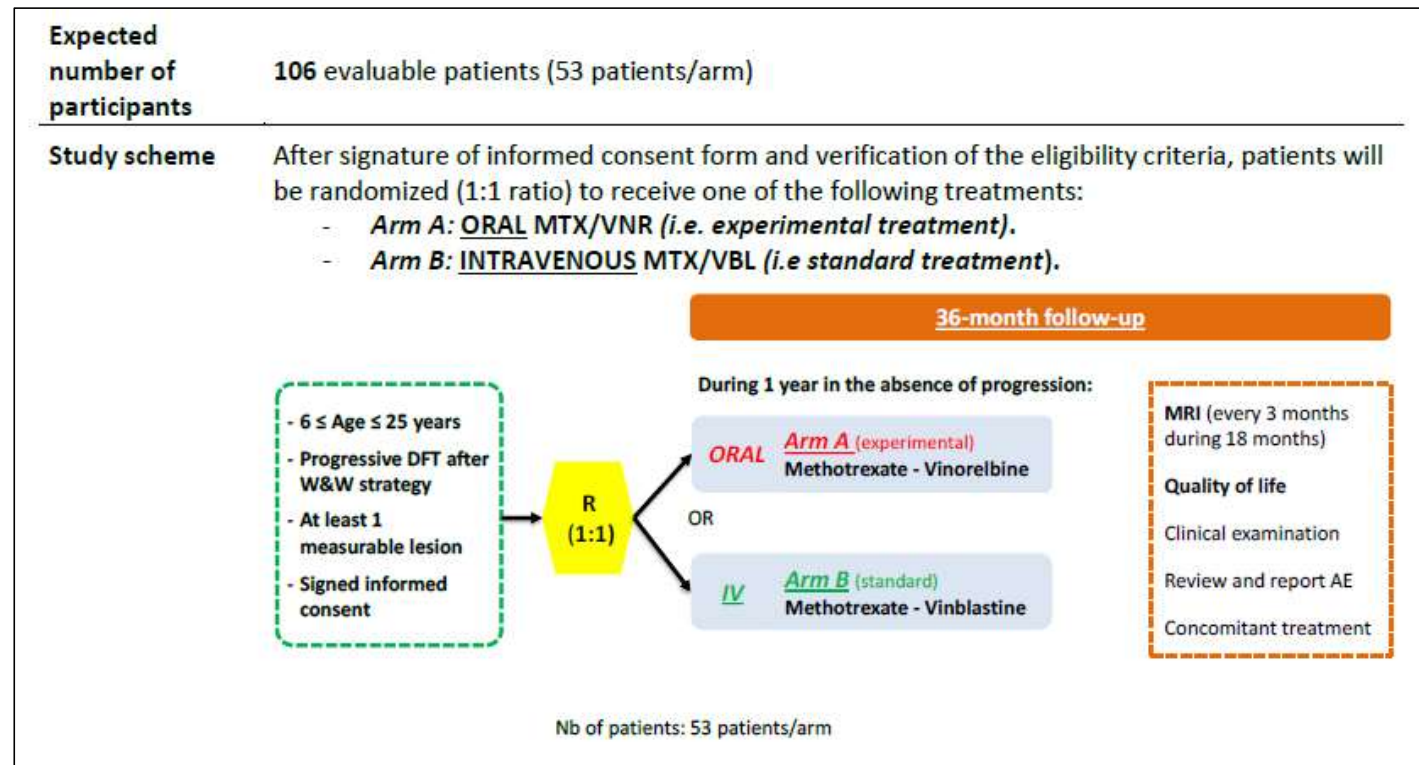 Expected
number of
participants
106 evaluable patients (53 patients/arm)
Study scheme
After signature of informed consent form and verification of the eligibility criteria, patients will
be randomized (1:1 ratio) to receive one of the following treatments:
- Arm A: ORAL MTX/VNR (i.e. experimental treatment).
- Arm B: INTRAVENOUS MTX/VBL (i.e standard treatment).
36-month follow-up
During 1 year in the absence of progression:
- 6 ≤ Age ≤ 25 years
- Progressive DFT after
W&W strategy
- At least 1
measurable lesion
- Signed informed
consent
R
(1:1)
ORAL
Arm A (experimental)
Methotrexate - Vinorelbine
OR
IV
Arm B (standard)
Methotrexate - Vinblastine
MRI (every 3 months
during 18 months)
Quality of life
Clinical examination
Review and report AE
Concomitant treatment
Nb of patients: 53 patients/arm